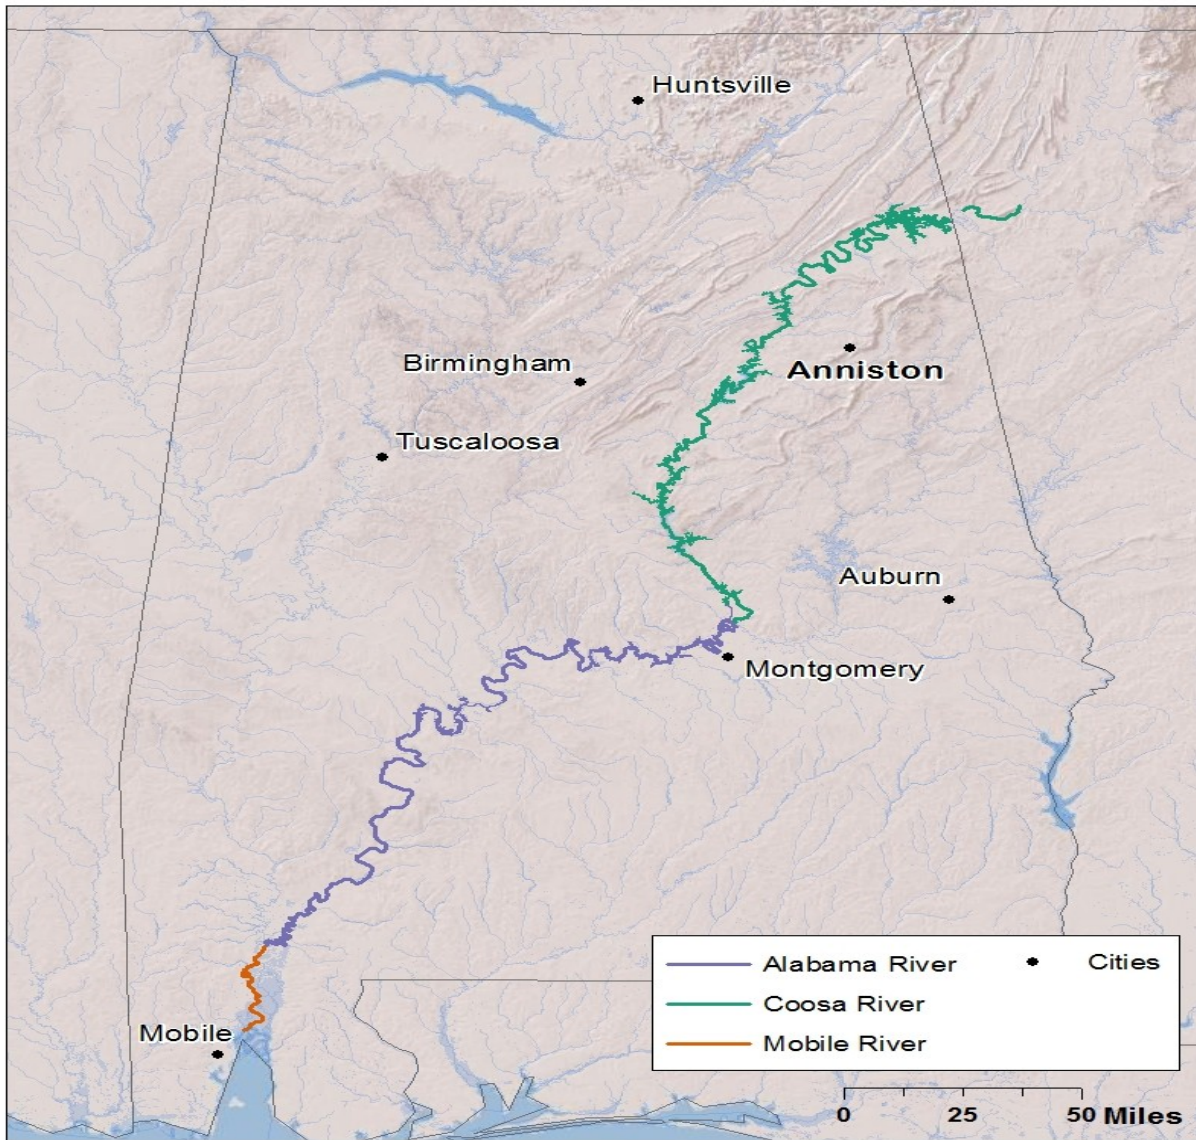 Huntsville
Birmingham
Anniston
Tuscaloosa
Auburn
Montgomery
Mobile
Alabama River
Cities
Coosa River
Mobile River
0 25 50 Miles